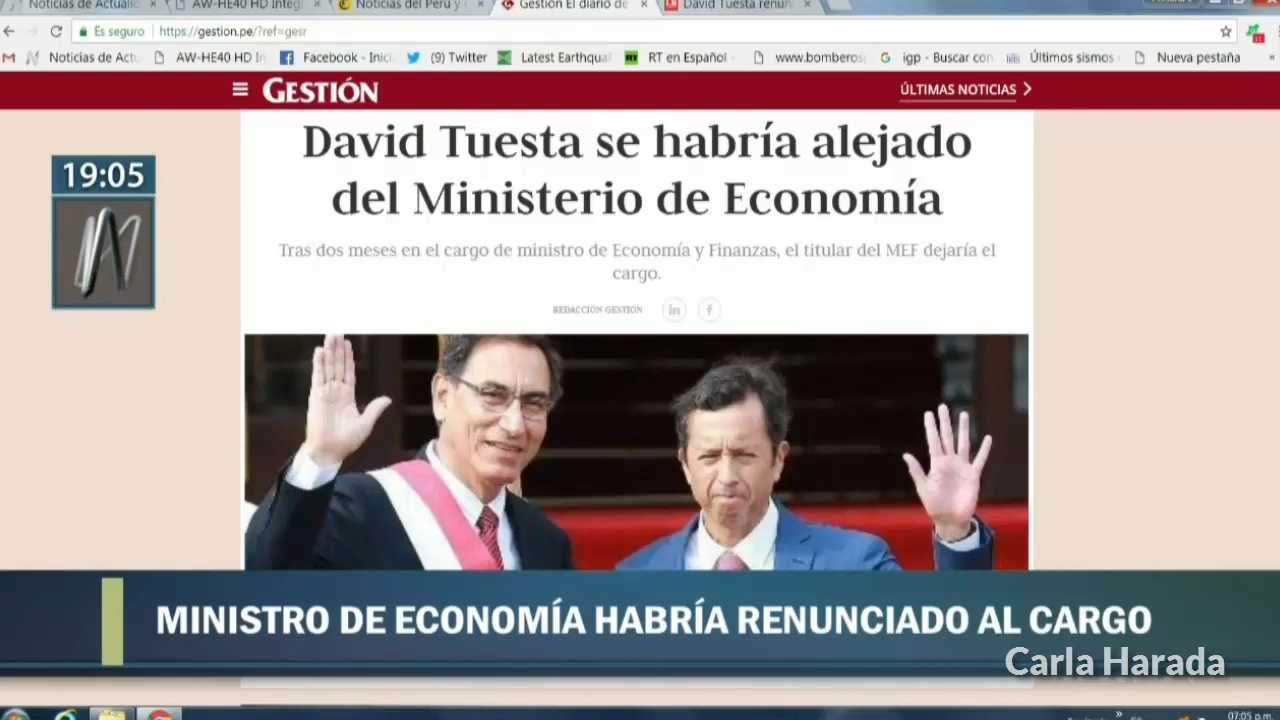 Noticias de Actualid
AW-HE40 HD Integ
Noticias del Perú y
Gestión El diario de
David Tuesta renun
Es seguro
https://gestion.pe/?ref=gesr
Noticias de Actu
AW-HE40 HD In
Facebook - Inic
(9) Twitter
Latest Earthqua
RT en Español -
www.bomberos
igp - Buscar con
Últimos sismos
Nueva pestaña
»
GESTIÓN
ÚLTIMAS NOTICIAS
David Tuesta se habría alejado
del Ministerio de Economía
19:05
Tras dos meses en el cargo de ministro de Economía y Finanzas, el titular del MEF dejaría el
cargo.
REDACCIÓN GESTIÓN
in
f
MINISTRO DE ECONOMÍA HABRÍA RENUNCIADO AL CARGO
Carla Harada
07:05 p.m.